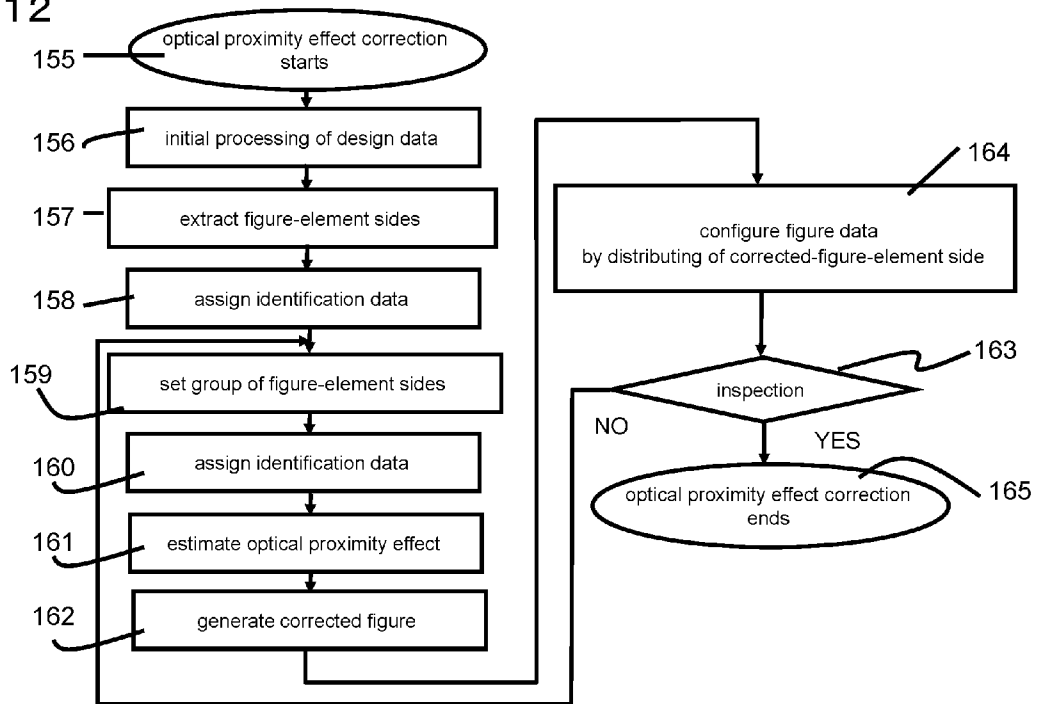 12
155
optical proximity effect correction
starts
156
initial processing of design data
157
extract figure-element sides
158
assign identification data
159
set group of figure-element sides
160
assign identification data
161
estimate optical proximity effect
162
generate corrected figure
164
configure figure data
by distributing of corrected-figure-element side
163
inspection
NO
YES
165
optical proximity effect correction
ends